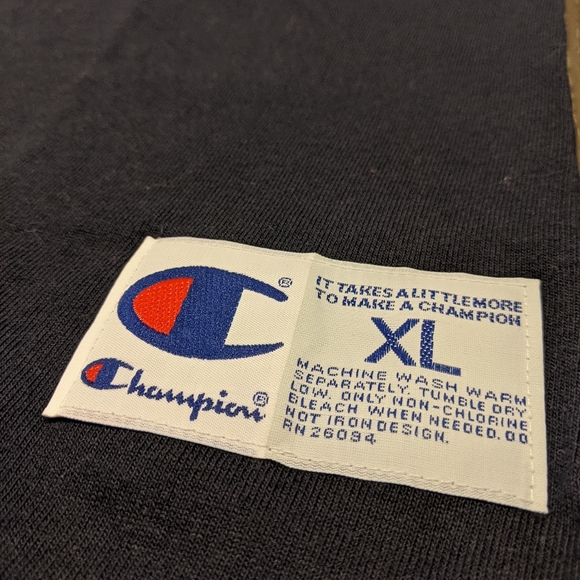 ®
Champion®
IT TAKES A LITTLE MORE
TO MAKE A CHAMPION
XL
MACHINE WASH WARM
SEPARATELY. TUMBLE DRY
LOW. ONLY NON-CHLORINE
BLEACH WHEN NEEDED. DO
NOT IRON DESIGN.
RN 26094